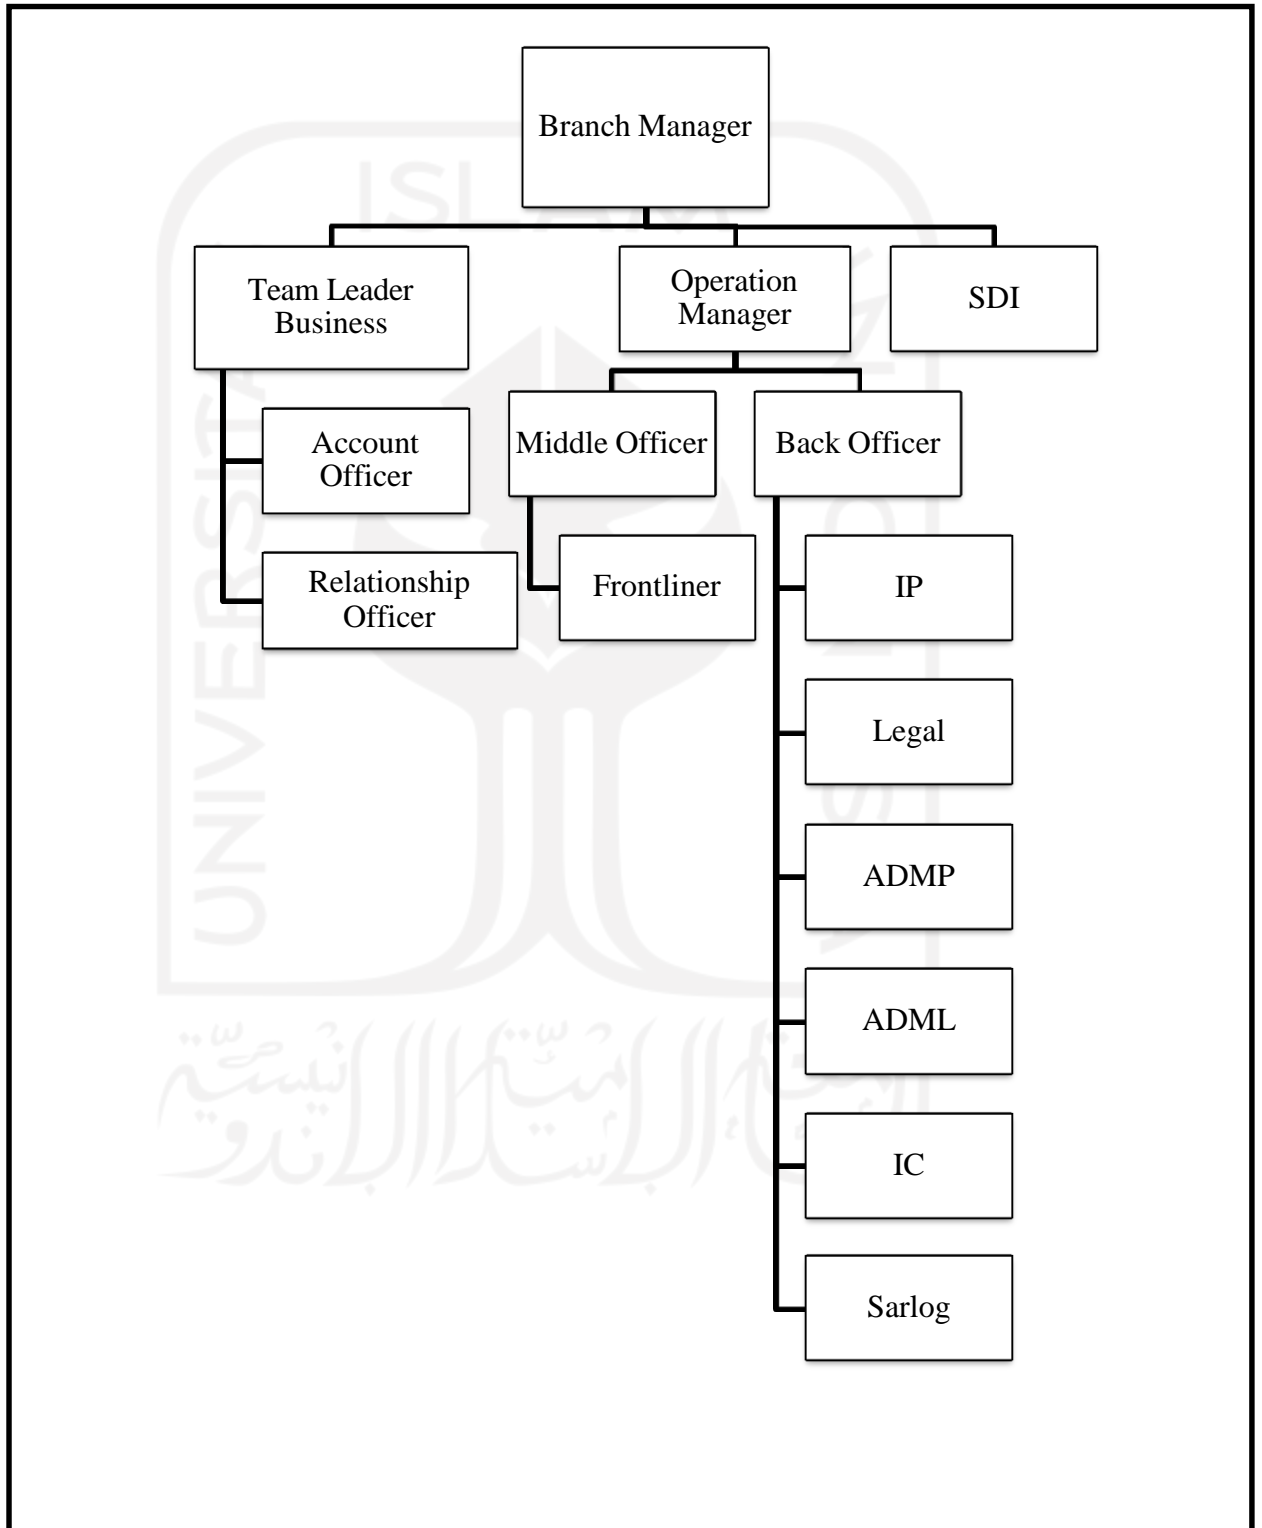 Branch Manager
Team Leader
Business
Operation
Manager
SDI
Account
Officer
Relationship
Officer
Middle Officer
Back Officer
Frontliner
IP
Legal
ADMP
ADML
IC
Sarlog